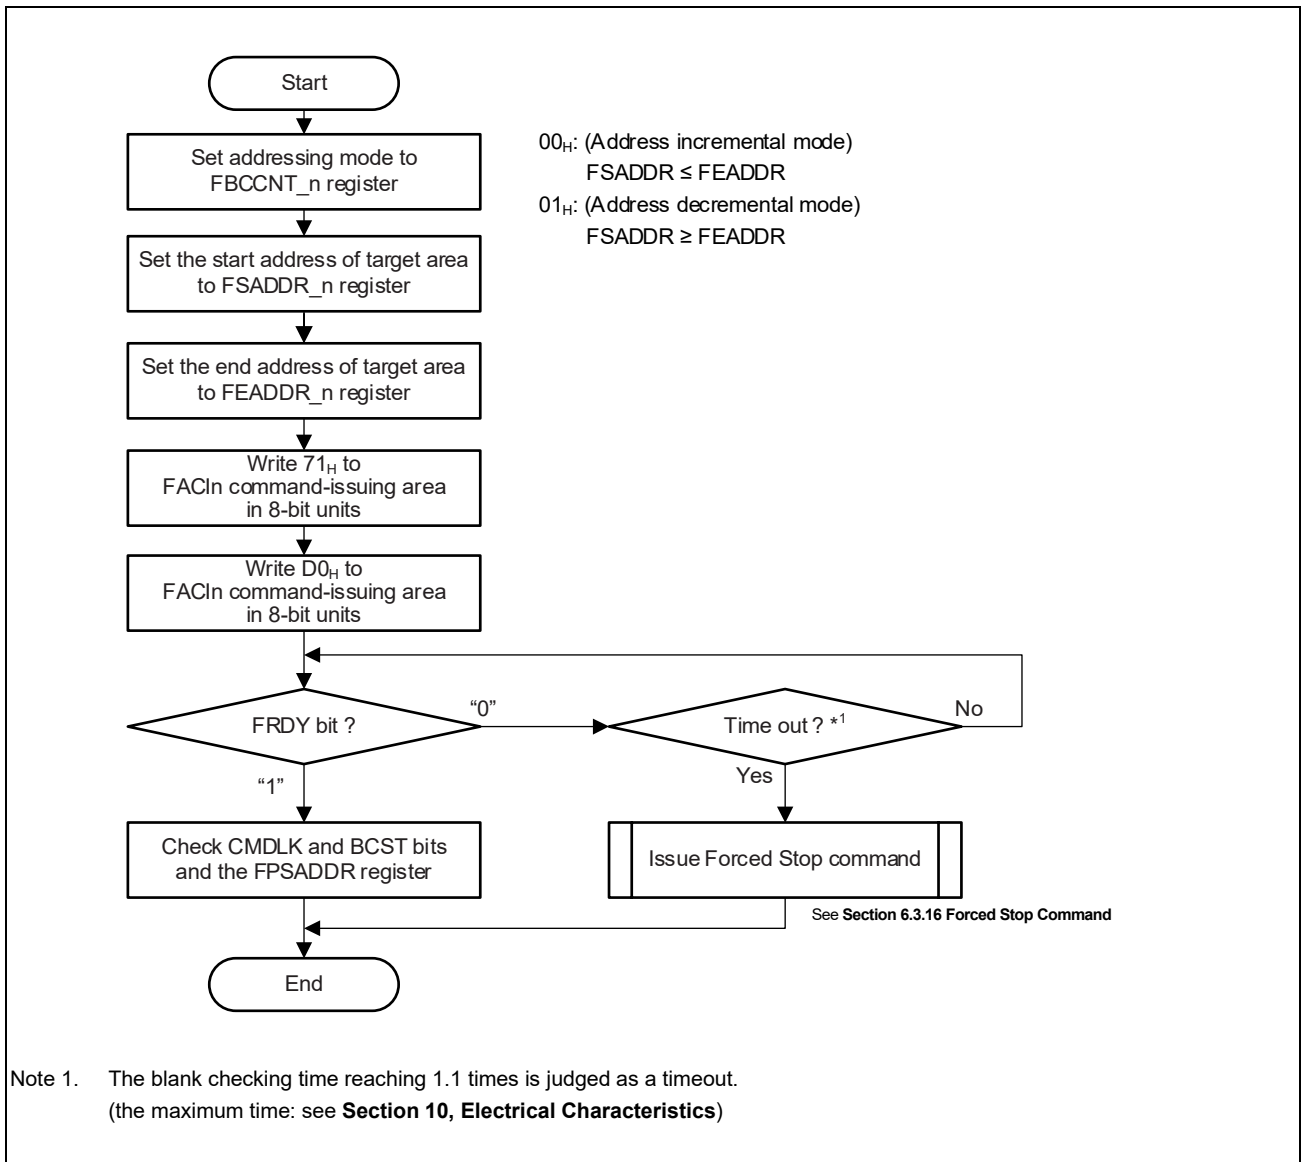 Start
Set addressing mode to
FBCCNT_n register
00H: (Address incremental mode)
FSADDR ≤ FEADDR
01H: (Address decremental mode)
FSADDR ≥ FEADDR
Set the start address of target area
to FSADDR_n register
Set the end address of target area
to FEADDR_n register
Write 71H to
FACIn command-issuing area
in 8-bit units
Write D0H to
FACIn command-issuing area
in 8-bit units
FRDY bit ?
“0”
Time out ? *1
No
“1”
Yes
Check CMDLK and BCST bits
and the FPSADDR register
Issue Forced Stop command
See Section 6.3.16 Forced Stop Command
End
Note 1. The blank checking time reaching 1.1 times is judged as a timeout.
(the maximum time: see Section 10, Electrical Characteristics)